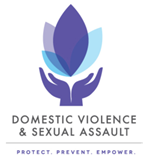 DOMESTIC VIOLENCE
& SEXUAL ASSAULT
PROTECT. PREVENT. EMPOWER.